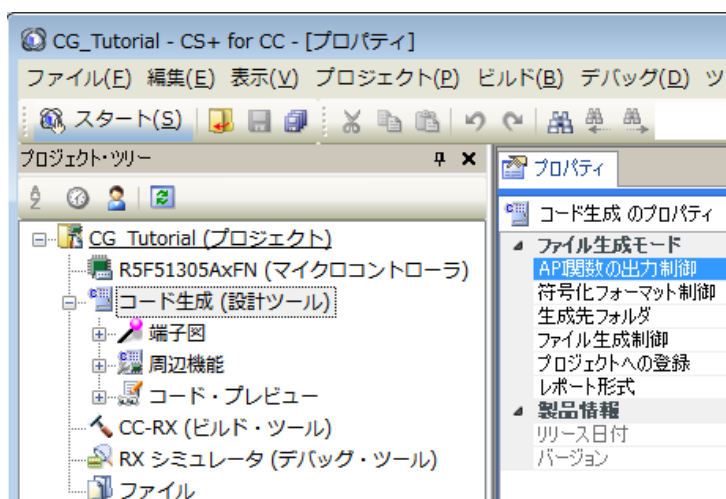 CG_Tutorial - CS+ for CC - [プロパティ]
ファイル(F) 編集(E) 表示(V) プロジェクト(P) ビルド(B) デバッグ(D) ツ
スタート(S)
プロジェクト・ツリー
CG_Tutorial (プロジェクト)
R5F51305AxFN (マイクロコントローラ)
コード生成 (設計ツール)
端子図
周辺機能
コード・プレビュー
CC-RX (ビルド・ツール)
RX シミュレータ (デバッグ・ツール)
ファイル
プロパティ
コード生成 のプロパティ
ファイル生成モード
API関数の出力制御
符号化フォーマット制御
生成先フォルダ
ファイル生成制御
プロジェクトへの登録
レポート形式
製品情報
リリース日付
バージョン